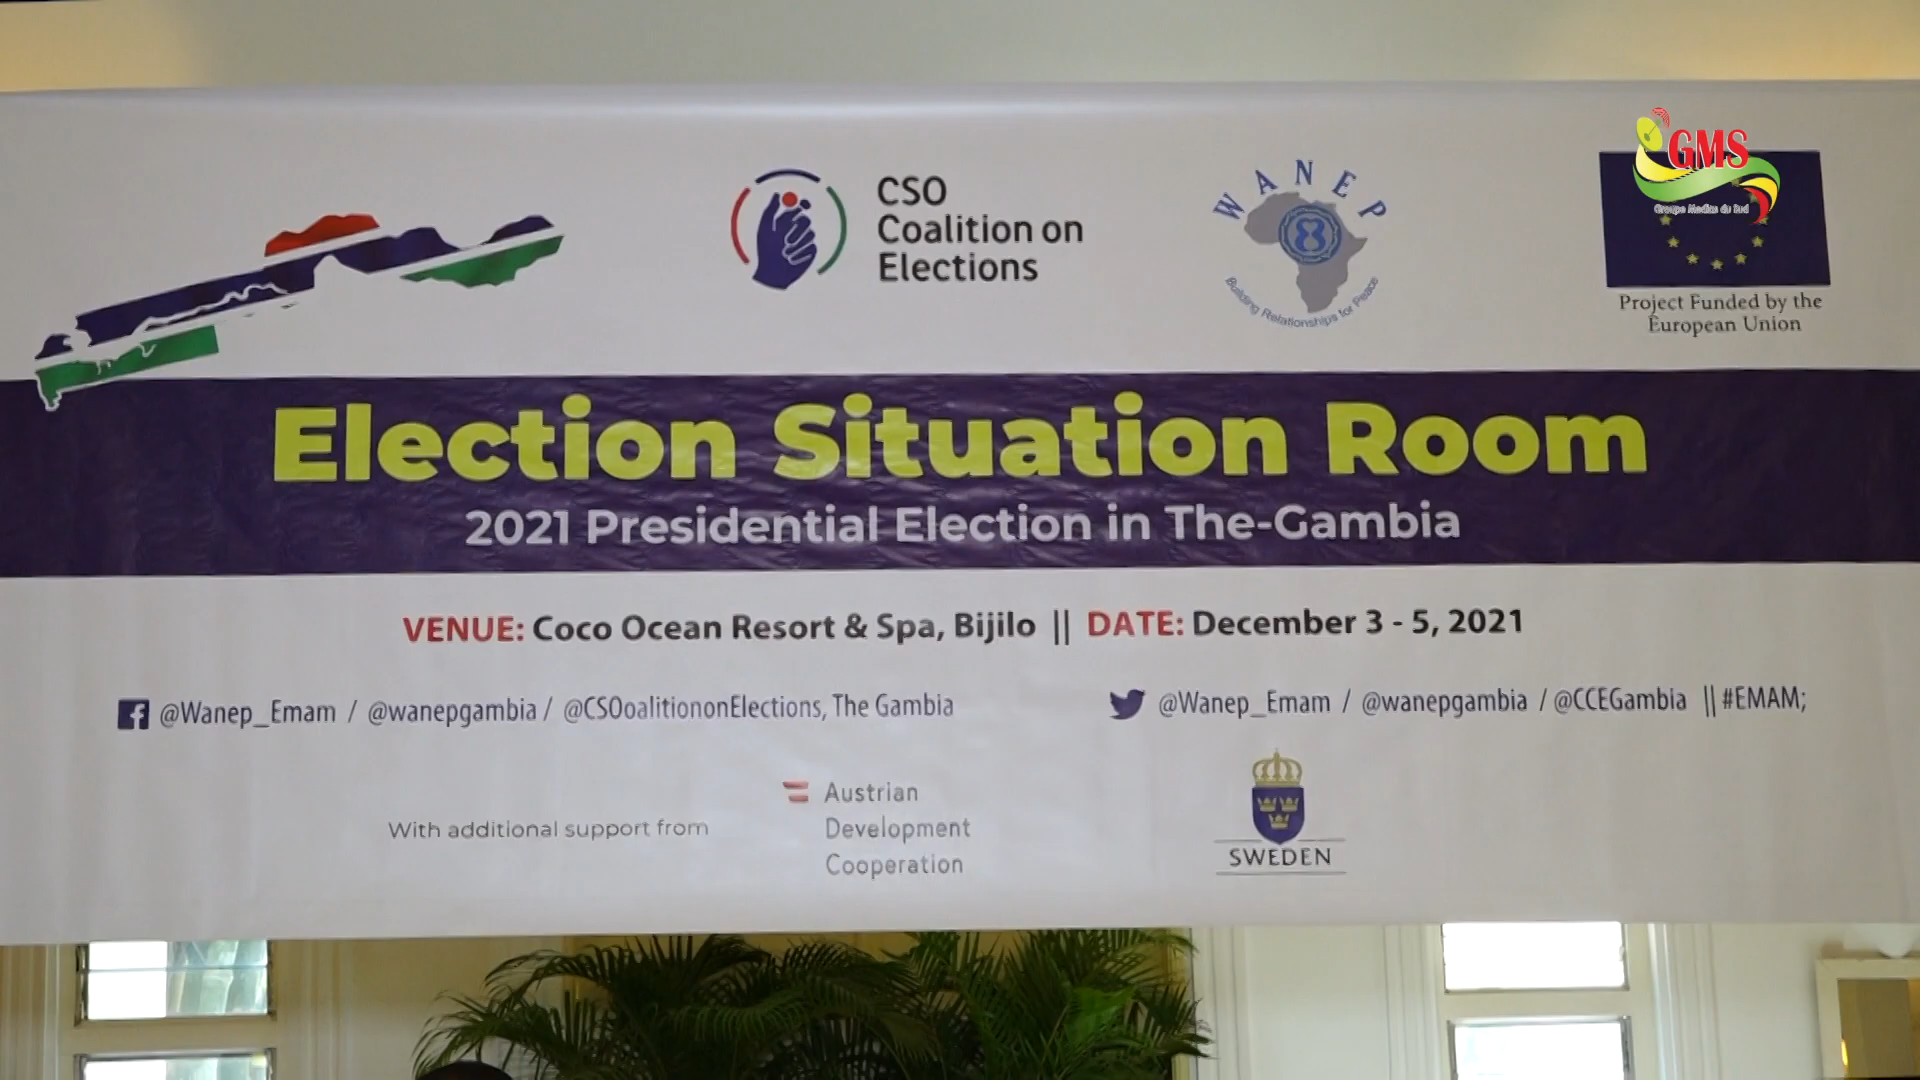 GMS
Groupe Medias du Sud
CSO
Coalition on
Elections
WANEP
Building Relationships for Peace
Project Funded by the
European Union
Election Situation Room
2021 Presidential Election in The-Gambia
VENUE: Coco Ocean Resort & Spa, Bijilo || DATE: December 3 - 5, 2021
@Wanep_Emam / @wanepgambia / @CSOoalitiononElections, The Gambia
@Wanep_Emam / @wanepgambia / @CCEGambia || #EMAM;
With additional support from
Austrian
Development
Cooperation
SWEDEN